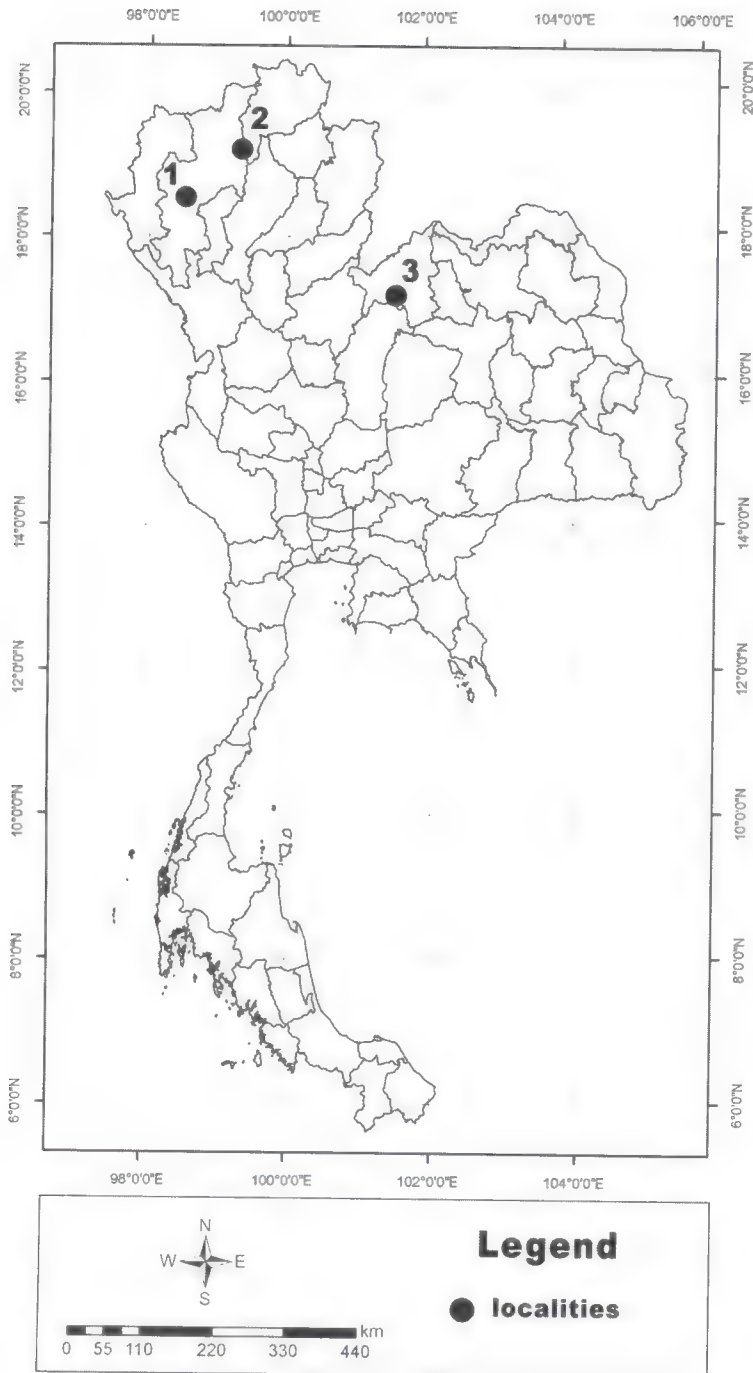 98°0'0"E 100°0'0"E 102°0'0"E 104°0'0"E 106°0'0"E
20°0'0"N 20°0'0"N
2
1
18°0'0"N 18°0'0"N
3
16°0'0"N 16°0'0"N
14°0'0"N 14°0'0"N
12°0'0"N 12°0'0"N
10°0'0"N 10°0'0"N
8°0'0"N 8°0'0"N
6°0'0"N 6°0'0"N
98°0'0"E 100°0'0"E 102°0'0"E 104°0'0"E
N
W E
S
Legend
localities
km
0 55 110 220 330 440